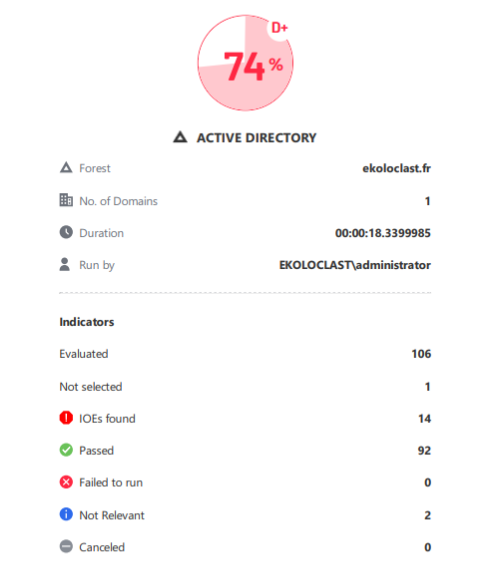 D+
74 %
ACTIVE DIRECTORY
Forest ekoloclast.fr
No. of Domains 1
Duration 00:00:18.3399985
Run by EKOLOCLAST\administrator
Indicators
Evaluated 106
Not selected 1
IOEs found 14
Passed 92
Failed to run 0
Not Relevant 2
Canceled 0